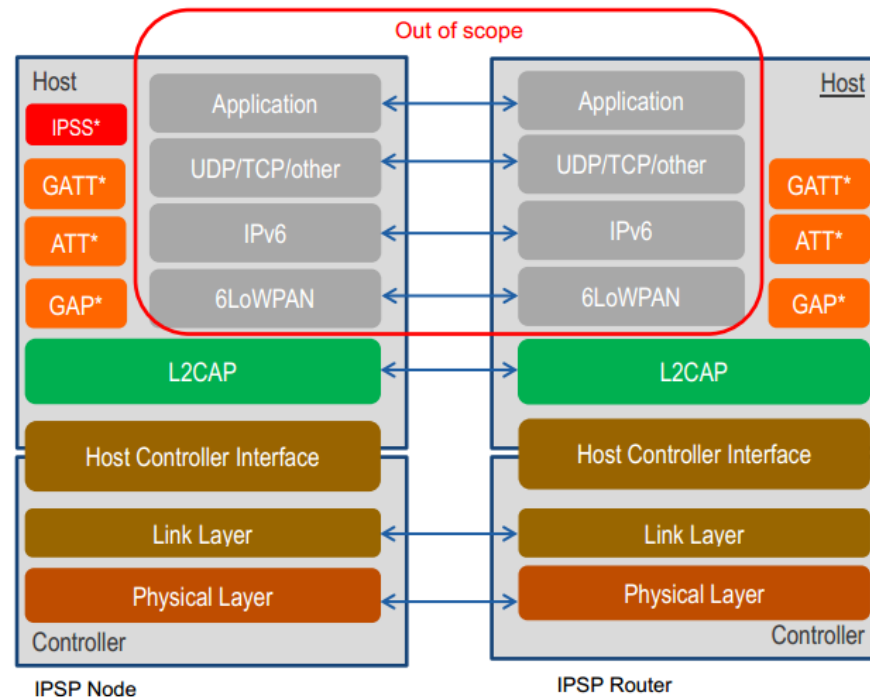 Out of scope
Host
IPSS*
GATT*
ATT*
GAP*
Application
UDP/TCP/other
IPv6
6LoWPAN
L2CAP
Host Controller Interface
Link Layer
Physical Layer
Controller
IPSP Node
Host
Application
UDP/TCP/other
IPv6
6LoWPAN
GATT*
ATT*
GAP*
L2CAP
Host Controller Interface
Link Layer
Physical Layer
Controller
IPSP Router